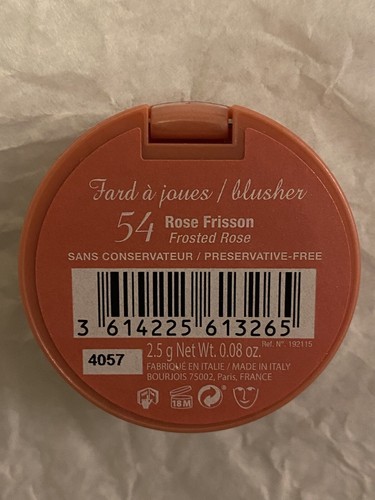 Fard à joues / blusher
54 Rose Frisson
Frosted Rose
SANS CONSERVATEUR / PRESERVATIVE-FREE
3 614225 613265
Ref. N°. 192115
4057
2.5 g Net Wt. 0.08 oz.
FABRIQUÉ EN ITALIE / MADE IN ITALY
BOURJOIS 75002, Paris, FRANCE
18M